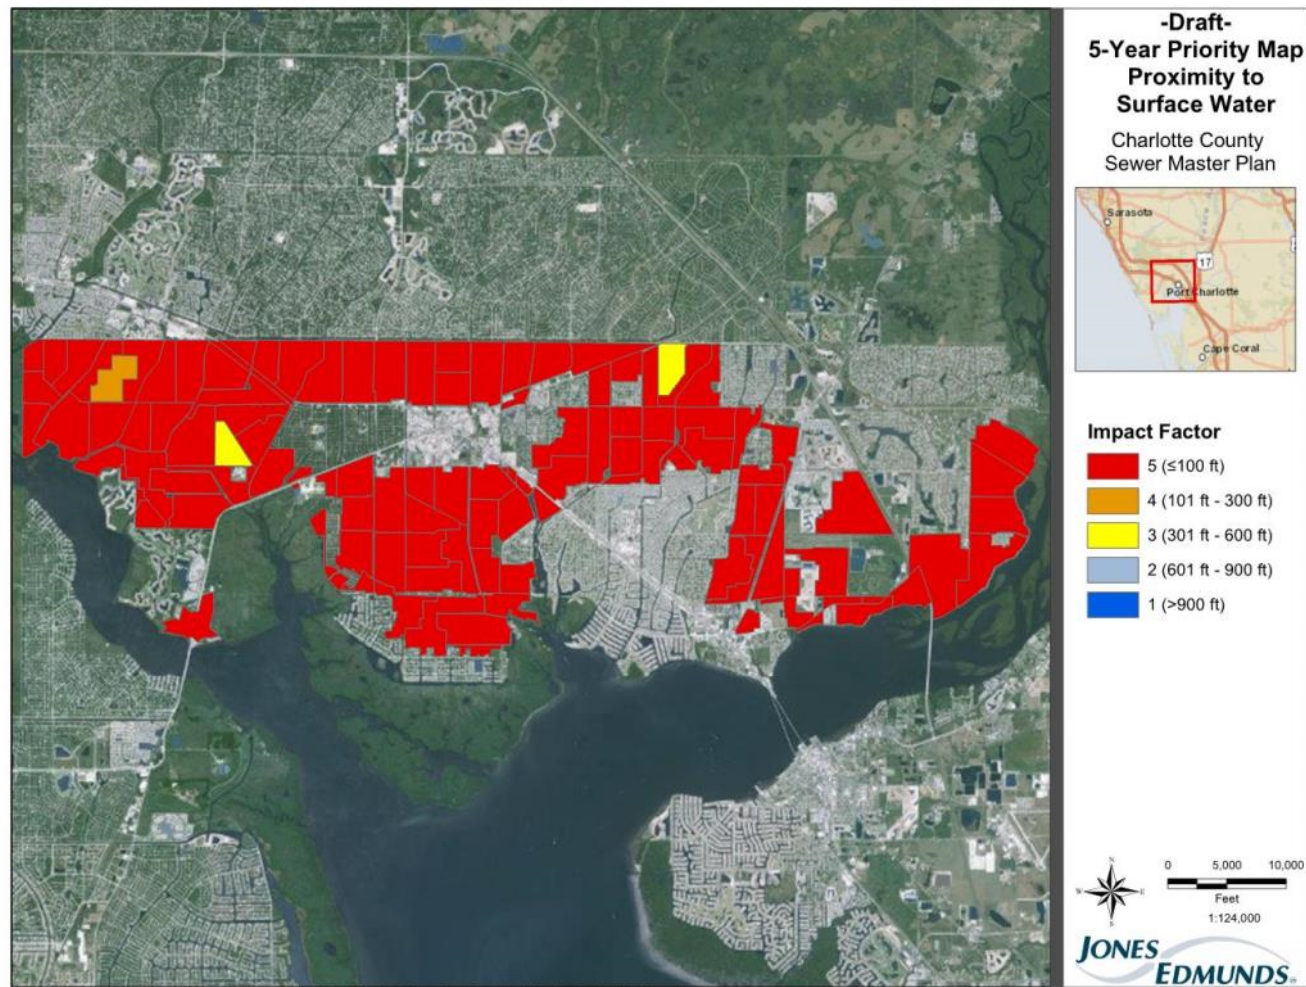 -Draft-
5-Year Priority Map
Proximity to
Surface Water
Charlotte County
Sewer Master Plan
Sarasota
17
Port Charlotte
Cape Coral
Impact Factor
5 (≤100 ft)
4 (101 ft - 300 ft)
3 (301 ft - 600 ft)
2 (601 ft - 900 ft)
1 (>900 ft)
N
W E
S
0 5,000 10,000
Feet
1:124,000
JONES
EDMUNDS